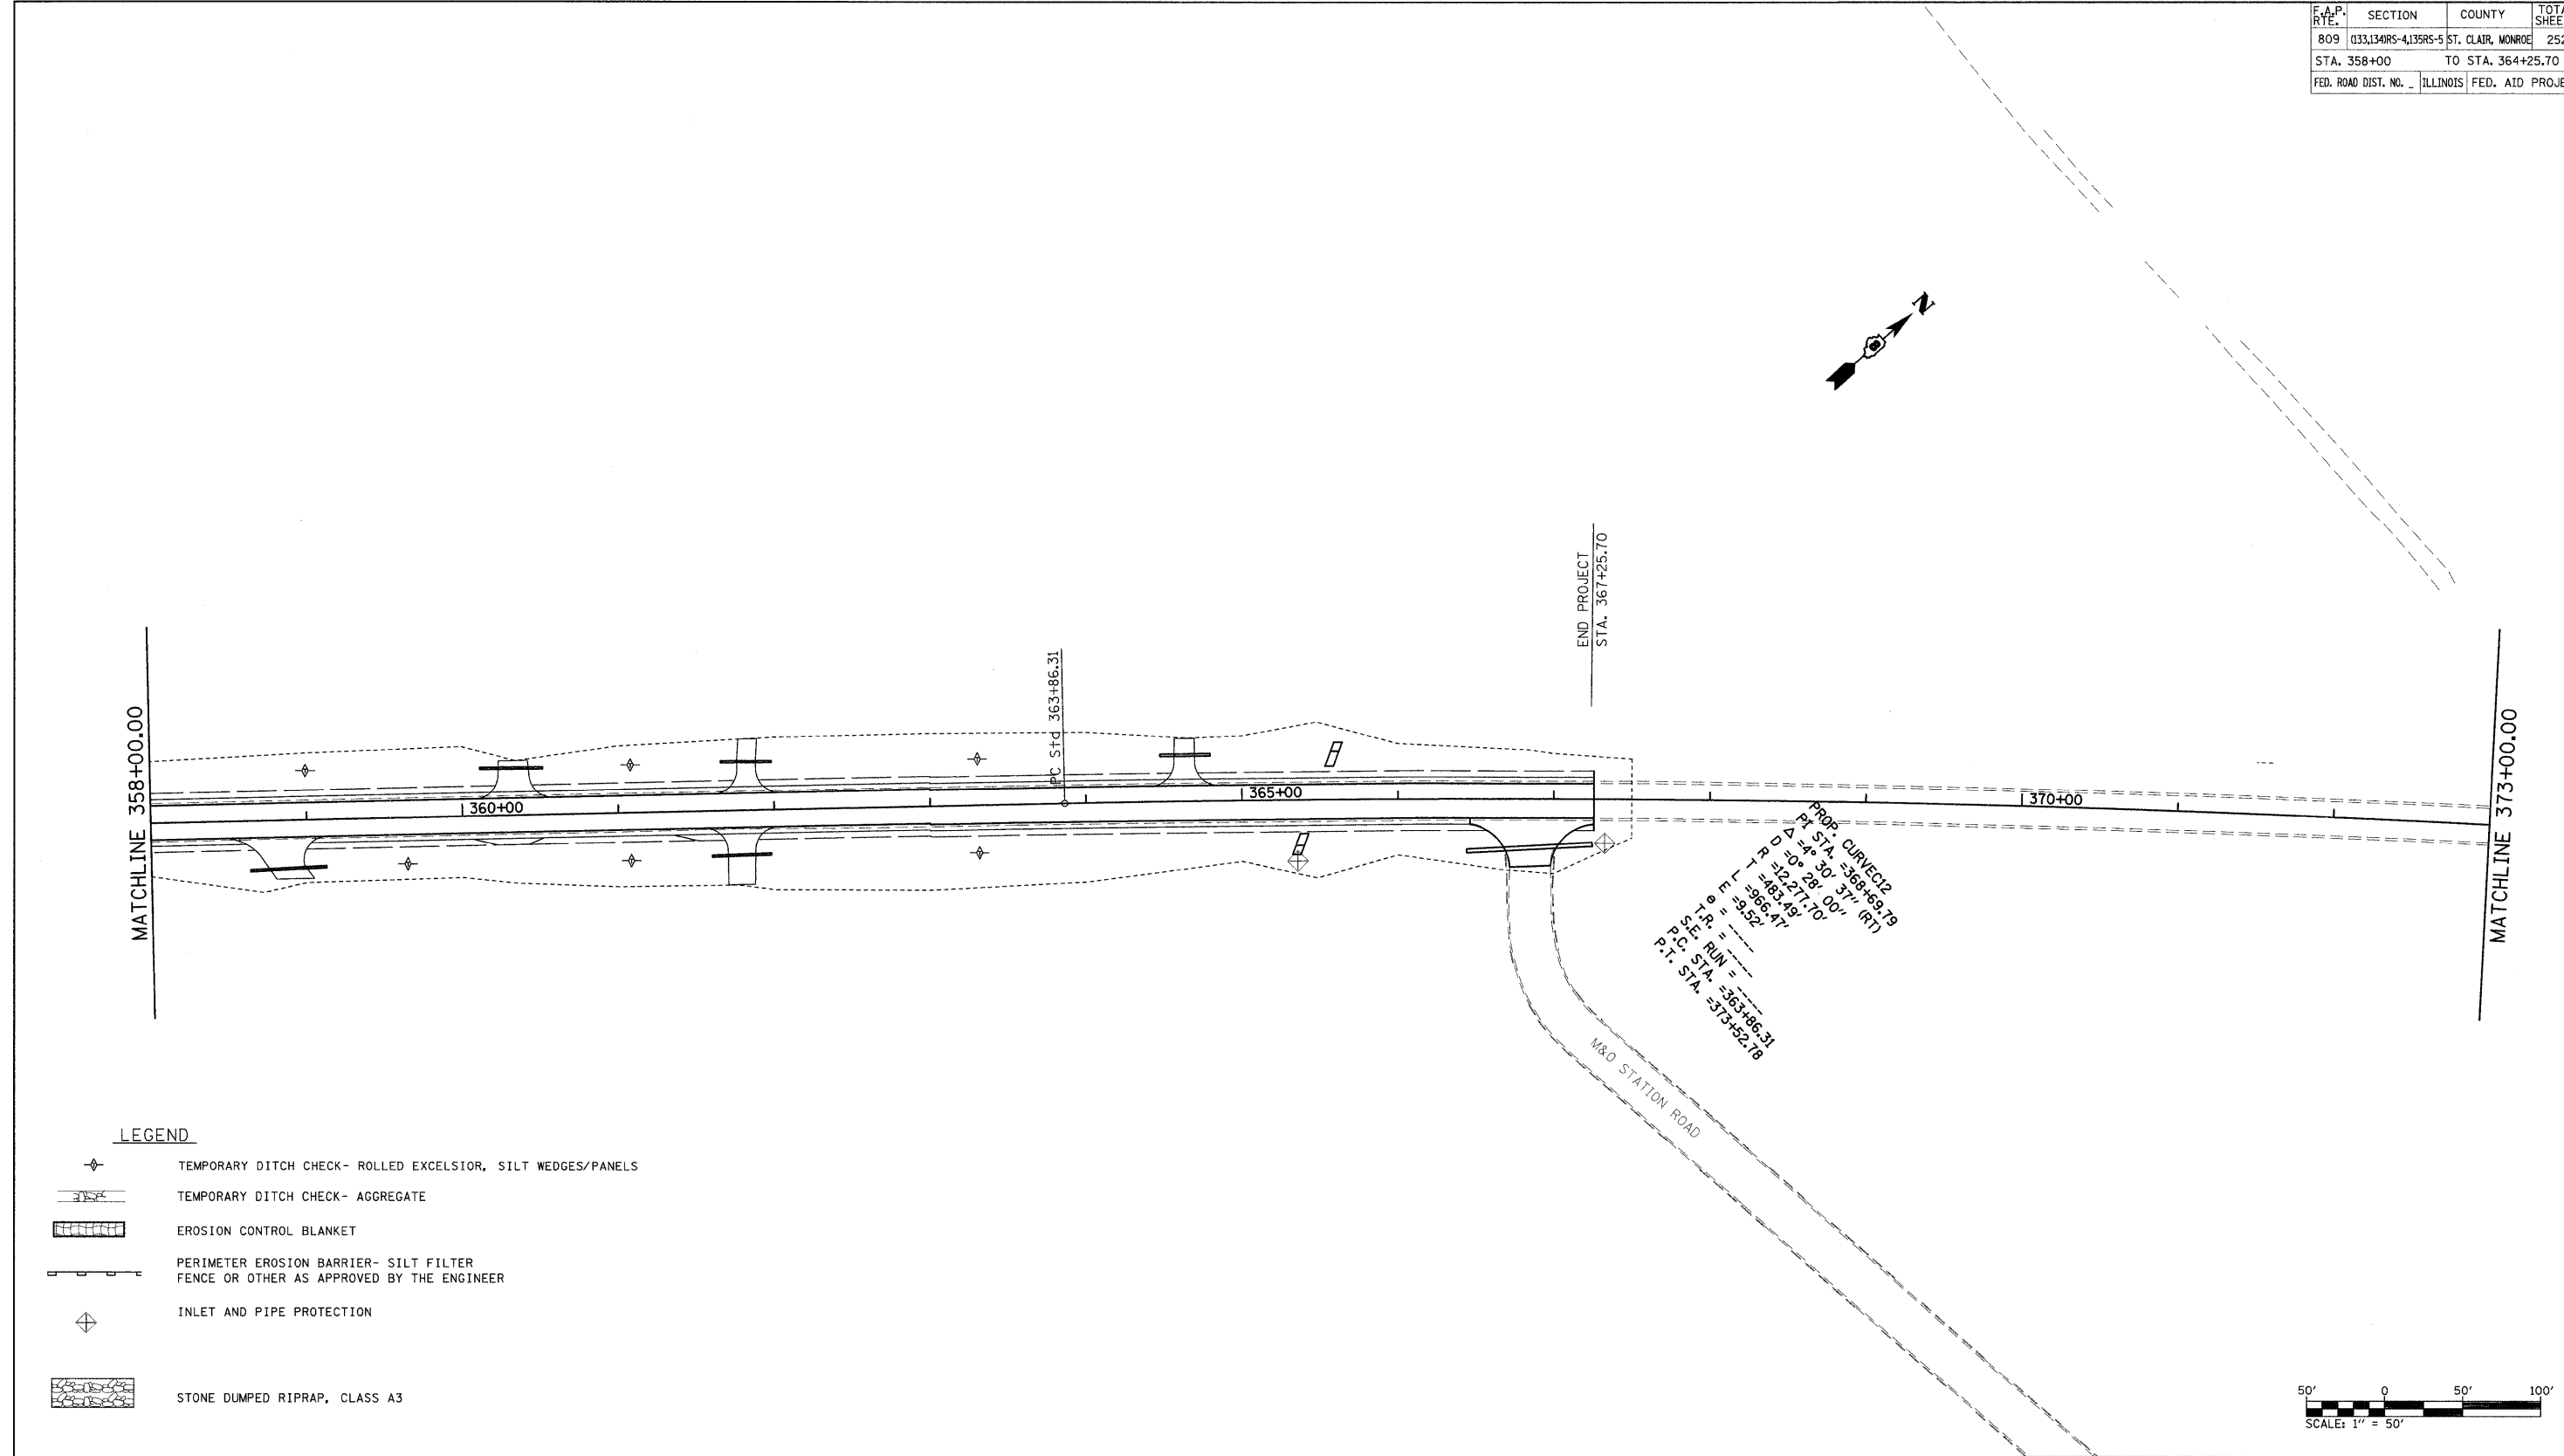 F.A.P. RTE. SECTION COUNTY
809 (133,134)RS-4,135RS-5 ST. CLAIR, MONROE 252
STA. 358+00 TO STA. 364+25.70
FED. ROAD DIST. NO. _ ILLINOIS FED. AID
N
8
END PROJECT
STA. 367+25.70
PC Std 363+86.31
MATCHLINE 358+00.00
360+00
365+00
370+00
MATCHLINE 373+00.00
PROP. CURVEC12
PI STA. =368+69.79
Δ =4° 30' 37" (RT)
D =0° 28' 00"
R =12,277.70'
T =483.49'
L =966.47'
E =9.52'
e = -----
T.R. = -----
S.E. RUN = -----
P.C. STA. =363+86.31
P.T. STA. =373+52.78
M&O STATION ROAD
LEGEND
TEMPORARY DITCH CHECK- ROLLED EXCELSIOR, SILT WEDGES/PANELS
TEMPORARY DITCH CHECK- AGGREGATE
EROSION CONTROL BLANKET
PERIMETER EROSION BARRIER- SILT FILTER
FENCE OR OTHER AS APPROVED BY THE ENGINEER
INLET AND PIPE PROTECTION
STONE DUMPED RIPRAP, CLASS A3
50' 0 50' 100'
SCALE: 1" = 50'